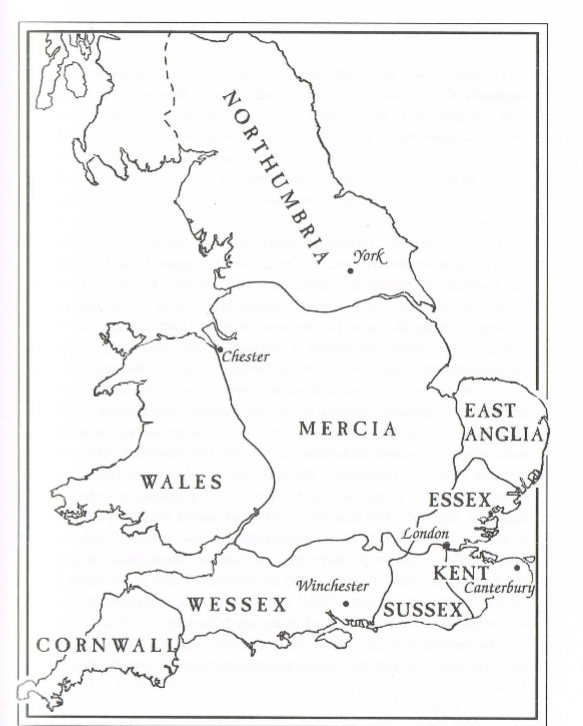 NORTHUMBRIA
York
Chester
EAST
ANGLIA
MERCIA
WALES
ESSEX
London
KENT
Canterbury
Winchester
WESSEX
SUSSEX
CORNWALL